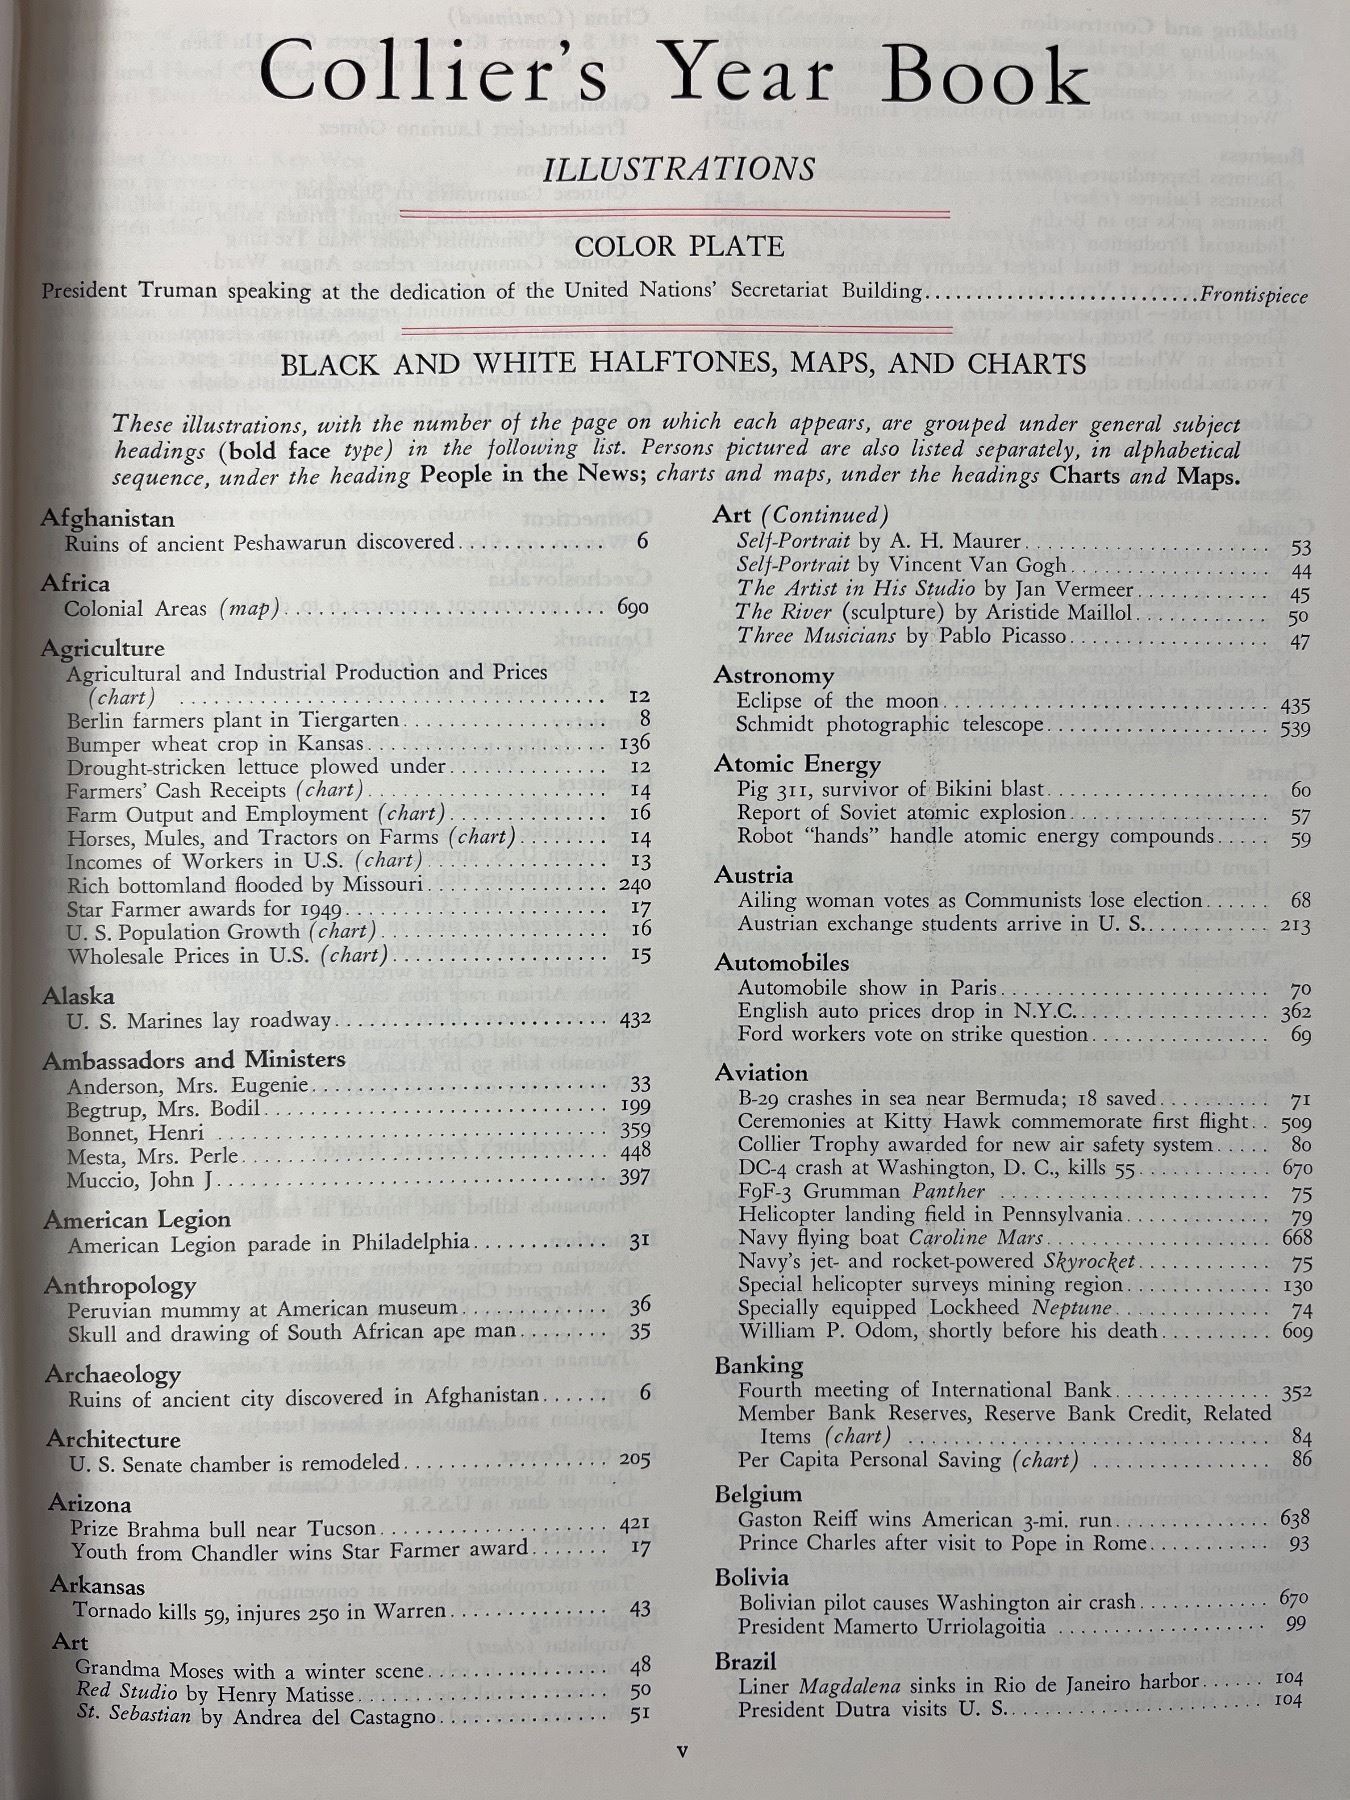 Collier's Year Book
ILLUSTRATIONS
COLOR PLATE
President Truman speaking at the dedication of the United Nations' Secretariat Building...........................Frontispiece
BLACK AND WHITE HALFTONES, MAPS, AND CHARTS
These illustrations, with the number of the page on which each appears, are grouped under general subject
headings (bold face type) in the following list. Persons pictured are also listed separately, in alphabetical
sequence, under the heading People in the News; charts and maps, under the headings Charts and Maps.
Afghanistan
Ruins of ancient Peshawarun discovered............. 6
Africa
Colonial Areas (map)............................ 690
Agriculture
Agricultural and Industrial Production and Prices
(chart) .................................... 12
Berlin farmers plant in Tiergarten.................. 8
Bumper wheat crop in Kansas..................... 136
Drought-stricken lettuce plowed under.............. 12
Farmers' Cash Receipts (chart)..................... 14
Farm Output and Employment (chart).............. 16
Horses, Mules, and Tractors on Farms (chart)........ 14
Incomes of Workers in U.S. (chart)................ 13
Rich bottomland flooded by Missouri............... 240
Star Farmer awards for 1949....................... 17
U. S. Population Growth (chart).................... 16
Wholesale Prices in U.S. (chart)................... 15
Alaska
U. S. Marines lay roadway........................ 432
Ambassadors and Ministers
Anderson, Mrs. Eugenie.......................... 33
Begtrup, Mrs. Bodil.............................. 199
Bonnet, Henri .................................. 359
Mesta, Mrs. Perle................................ 448
Muccio, John J.................................. 397
American Legion
American Legion parade in Philadelphia............ 31
Anthropology
Peruvian mummy at American museum............. 36
Skull and drawing of South African ape man........ 35
Archaeology
Ruins of ancient city discovered in Afghanistan...... 6
Architecture
U. S. Senate chamber is remodeled................. 205
Arizona
Prize Brahma bull near Tucson.................... 421
Youth from Chandler wins Star Farmer award....... 17
Arkansas
Tornado kills 59, injures 250 in Warren............. 43
Art
Grandma Moses with a winter scene................ 48
Red Studio by Henry Matisse...................... 50
St. Sebastian by Andrea del Castagno............... 51
Art (Continued)
Self-Portrait by A. H. Maurer...................... 53
Self-Portrait by Vincent Van Gogh.................. 44
The Artist in His Studio by Jan Vermeer............ 45
The River (sculpture) by Aristide Maillol............ 50
Three Musicians by Pablo Picasso.................. 47
Astronomy
Eclipse of the moon............................. 435
Schmidt photographic telescope.................... 539
Atomic Energy
Pig 311, survivor of Bikini blast.................... 60
Report of Soviet atomic explosion.................. 57
Robot "hands" handle atomic energy compounds..... 59
Austria
Ailing woman votes as Communists lose election...... 68
Austrian exchange students arrive in U. S........... 213
Automobiles
Automobile show in Paris......................... 70
English auto prices drop in N.Y.C.................. 362
Ford workers vote on strike question................ 69
Aviation
B-29 crashes in sea near Bermuda; 18 saved.......... 71
Ceremonies at Kitty Hawk commemorate first flight.. 509
Collier Trophy awarded for new air safety system..... 80
DC-4 crash at Washington, D. C., kills 55............ 670
F9F-3 Grumman Panther ........................ 75
Helicopter landing field in Pennsylvania............. 79
Navy flying boat Caroline Mars.................... 668
Navy's jet- and rocket-powered Skyrocket............ 75
Special helicopter surveys mining region............. 130
Specially equipped Lockheed Neptune.............. 74
William P. Odom, shortly before his death.......... 609
Banking
Fourth meeting of International Bank............... 352
Member Bank Reserves, Reserve Bank Credit, Related
Items (chart) ................................ 84
Per Capita Personal Saving (chart) ................ 86
Belgium
Gaston Reiff wins American 3-mi. run.............. 638
Prince Charles after visit to Pope in Rome........... 93
Bolivia
Bolivian pilot causes Washington air crash........... 670
President Mamerto Urriolagoitia .................. 99
Brazil
Liner Magdalena sinks in Rio de Janeiro harbor...... 104
President Dutra visits U. S........................ 104
v